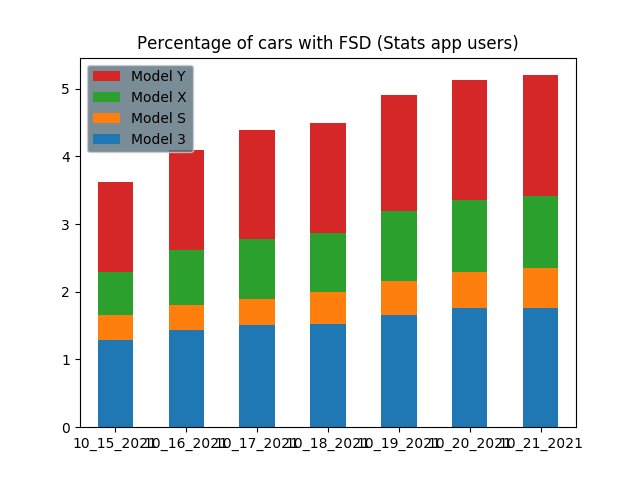 Percentage of cars with FSD (Stats app users)
Model Y
Model X
Model S
Model 3
5
4
3
2
1
0
10_15_2021 10_16_2021 10_17_2021 10_18_2021 10_19_2021 10_20_2021 10_21_2021